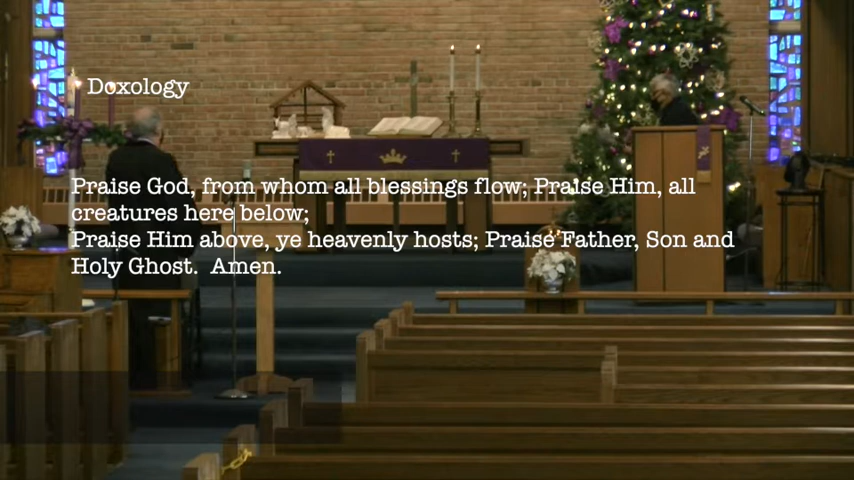 Doxology
Praise God, from whom all blessings flow; Praise Him, all
creatures here below;
Praise Him above, ye heavenly hosts; Praise Father, Son and
Holy Ghost.  Amen.